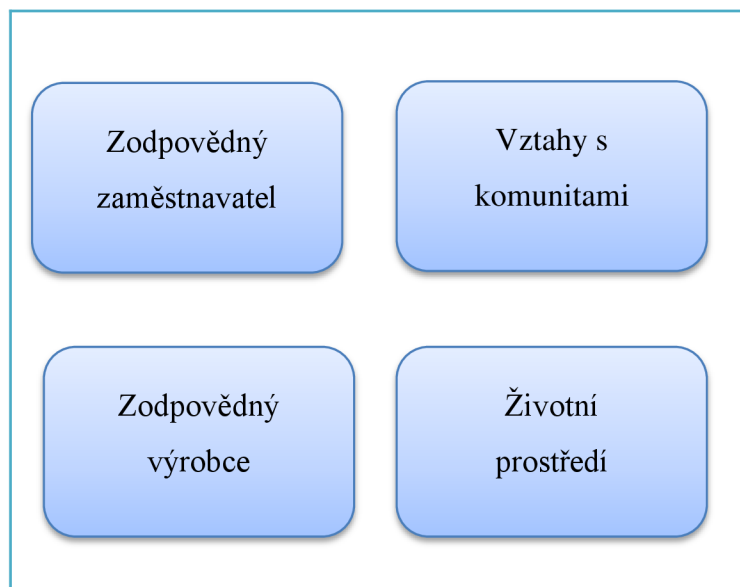 Zodpovědný
zaměstnavatel
Vztahy s
komunitami
Zodpovědný
výrobce
Životní
prostředí